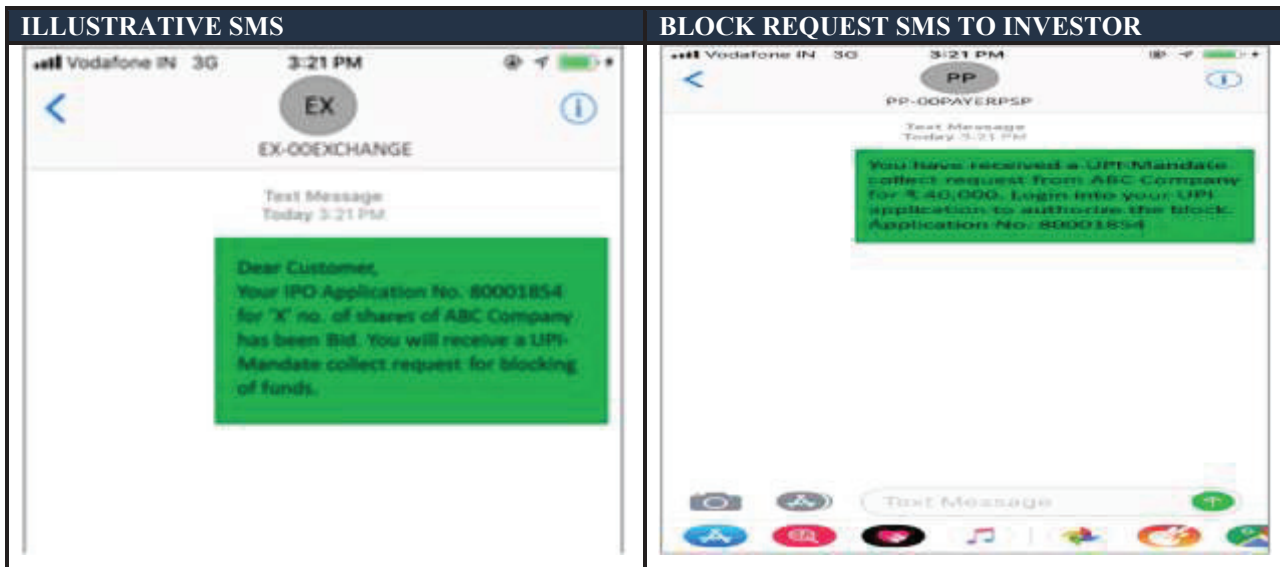 ILLUSTRATIVE SMS
Vodafone IN 3G 3:21 PM
EX
EX-OOEXCHANGE
Text Message
Today 3:21 PM
Dear Customer,
Your IPO Application No. 80001854
for 'X' no. of shares of ABC Company
has been Bid. You will receive a UPI-
Mandate collect request for blocking
of funds.
BLOCK REQUEST SMS TO INVESTOR
Vodafone IN 3G 3:21 PM
PP
PP-OOPAYERPSP
Text Message
Today 3:21 PM
You have received a UPI-Mandate
collect request from ABC Company
for ₹ 40,000. Login into your UPI
application to authorize the block.
Application No. 80001854
Text Message